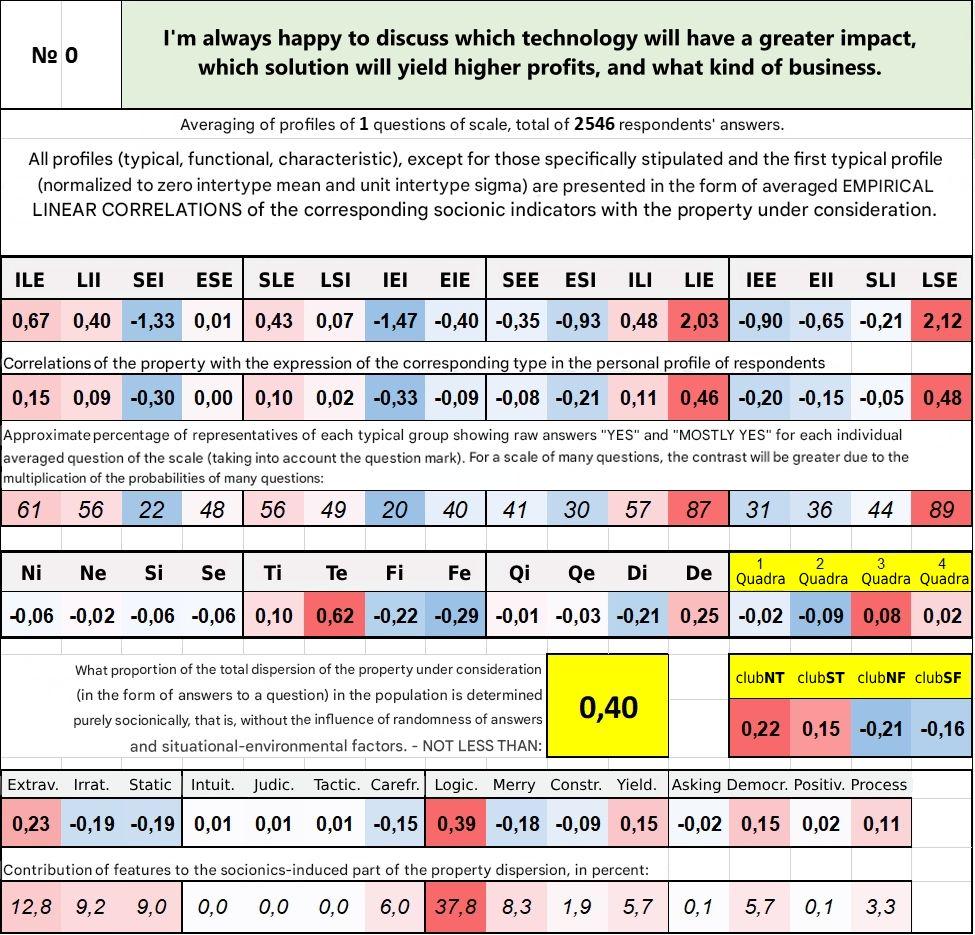 № 0
I'm always happy to discuss which technology will have a greater impact,
which solution will yield higher profits, and what kind of business.
Averaging of profiles of 1 questions of scale, total of 2546 respondents' answers.
All profiles (typical, functional, characteristic), except for those specifically stipulated and the first typical profile
(normalized to zero intertype mean and unit intertype sigma) are presented in the form of averaged EMPIRICAL
LINEAR CORRELATIONS of the corresponding socionic indicators with the property under consideration.
ILE LII SEI ESE SLE LSI IEI EIE SEE ESI ILI LIE IEE EII SLI LSE
0,67 0,40 -1,33 0,01 0,43 0,07 -1,47 -0,40 -0,35 -0,93 0,48 2,03 -0,90 -0,65 -0,21 2,12
Correlations of the property with the expression of the corresponding type in the personal profile of respondents
0,15 0,09 -0,30 0,00 0,10 0,02 -0,33 -0,09 -0,08 -0,21 0,11 0,46 -0,20 -0,15 -0,05 0,48
Approximate percentage of representatives of each typical group showing raw answers "YES" and "MOSTLY YES" for each individual
averaged question of the scale (taking into account the question mark). For a scale of many questions, the contrast will be greater due to the
multiplication of the probabilities of many questions:
61 56 22 48 56 49 20 40 41 30 57 87 31 36 44 89
Ni Ne Si Se Ti Te Fi Fe Qi Qe Di De 1 Quadra 2 Quadra 3 Quadra 4 Quadra
-0,06 -0,02 -0,06 -0,06 0,10 0,62 -0,22 -0,29 -0,01 -0,03 -0,21 0,25 -0,02 -0,09 0,08 0,02
What proportion of the total dispersion of the property under consideration
(in the form of answers to a question) in the population is determined
purely socionically, that is, without the influence of randomness of answers
and situational-environmental factors. - NOT LESS THAN:
0,40
clubNT clubST clubNF clubSF
0,22 0,15 -0,21 -0,16
Extrav. Irrat. Static Intuit. Judic. Tactic. Carefr. Logic. Merry Constr. Yield. Asking Democr. Positiv. Process
0,23 -0,19 -0,19 0,01 0,01 0,01 -0,15 0,39 -0,18 -0,09 0,15 -0,02 0,15 0,02 0,11
Contribution of features to the socionics-induced part of the property dispersion, in percent:
12,8 9,2 9,0 0,0 0,0 0,0 6,0 37,8 8,3 1,9 5,7 0,1 5,7 0,1 3,3